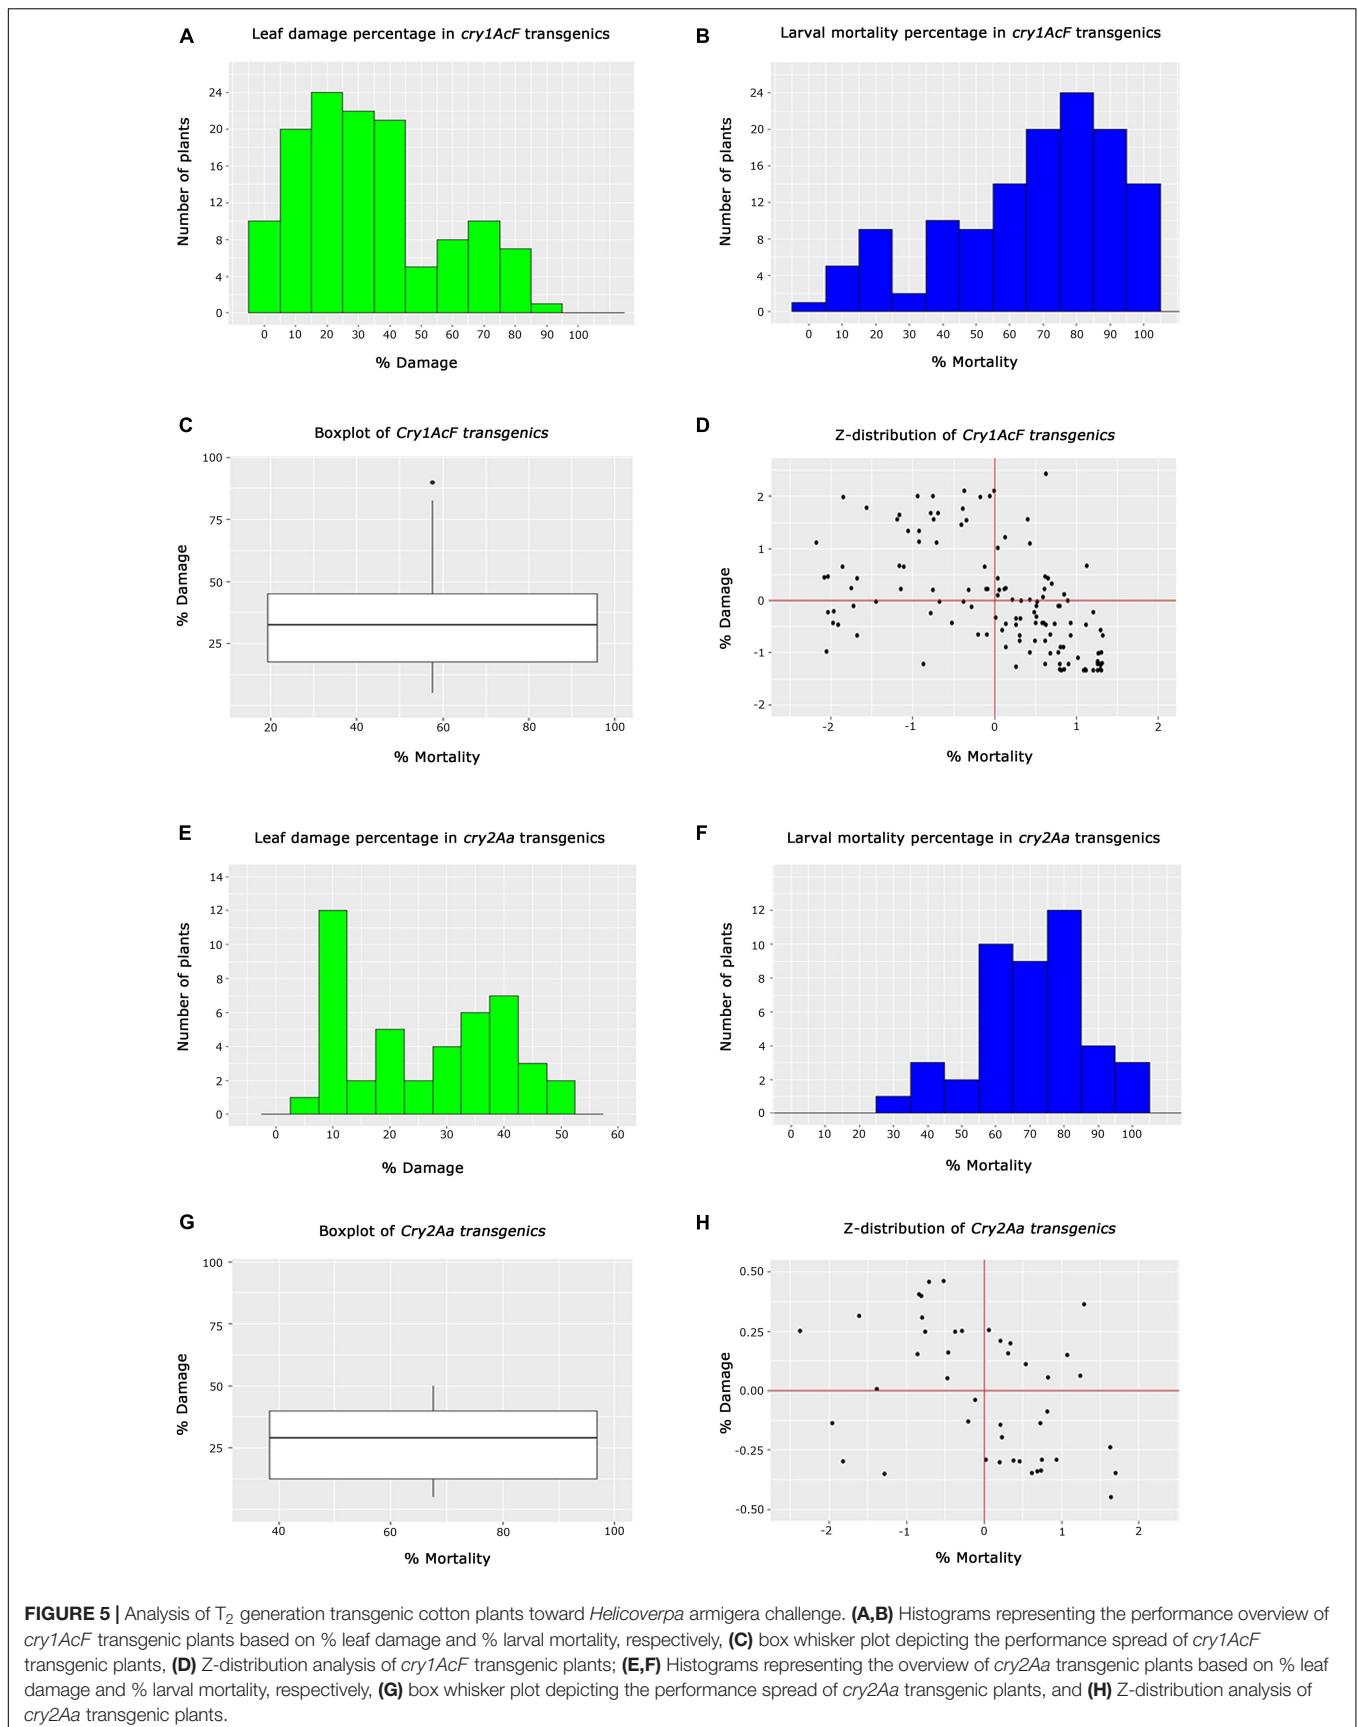 A
Leaf damage percentage in cry1AcF transgenics
Number of plants
24
20
16
12
8
4
0
0 10 20 30 40 50 60 70 80 90 100
% Damage
B
Larval mortality percentage in cry1AcF transgenics
Number of plants
24
20
16
12
8
4
0
0 10 20 30 40 50 60 70 80 90 100
% Mortality
C
Boxplot of Cry1AcF transgenics
% Damage
100
75
50
25
20 40 60 80 100
% Mortality
D
Z-distribution of Cry1AcF transgenics
% Damage
2
1
0
-1
-2
-2 -1 0 1 2
% Mortality
E
Leaf damage percentage in cry2Aa transgenics
Number of plants
14
12
10
8
6
4
2
0
0 10 20 30 40 50 60
% Damage
F
Larval mortality percentage in cry2Aa transgenics
Number of plants
12
10
8
6
4
2
0
0 10 20 30 40 50 60 70 80 90 100
% Mortality
G
Boxplot of Cry2Aa transgenics
% Damage
100
75
50
25
40 60 80 100
% Mortality
H
Z-distribution of Cry2Aa transgenics
% Damage
0.50
0.25
0.00
-0.25
-0.50
-2 -1 0 1 2
% Mortality
FIGURE 5 | Analysis of T2 generation transgenic cotton plants toward Helicoverpa armigera challenge. (A,B) Histograms representing the performance overview of
cry1AcF transgenic plants based on % leaf damage and % larval mortality, respectively, (C) box whisker plot depicting the performance spread of cry1AcF
transgenic plants, (D) Z-distribution analysis of cry1AcF transgenic plants; (E,F) Histograms representing the overview of cry2Aa transgenic plants based on % leaf
damage and % larval mortality, respectively, (G) box whisker plot depicting the performance spread of cry2Aa transgenic plants, and (H) Z-distribution analysis of
cry2Aa transgenic plants.